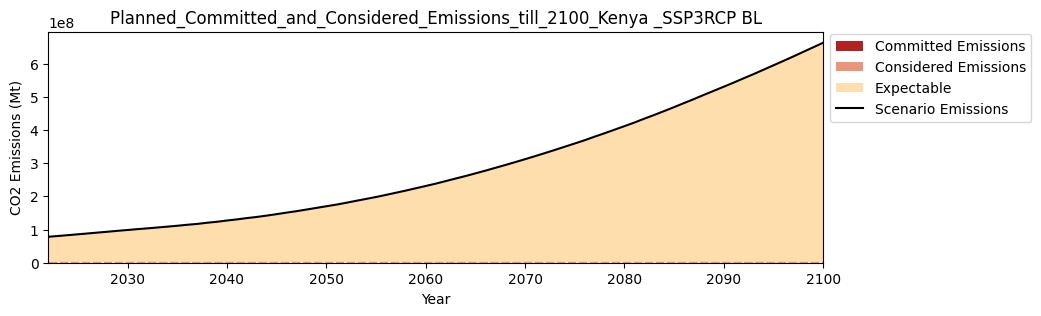 Planned_Committed_and_Considered_Emissions_till_2100_Kenya _SSP3RCP BL
1e8
6
5
4
3
2
1
0
CO2 Emissions (Mt)
2030 2040 2050 2060 2070 2080 2090 2100
Year
Committed Emissions
Considered Emissions
Expectable
Scenario Emissions